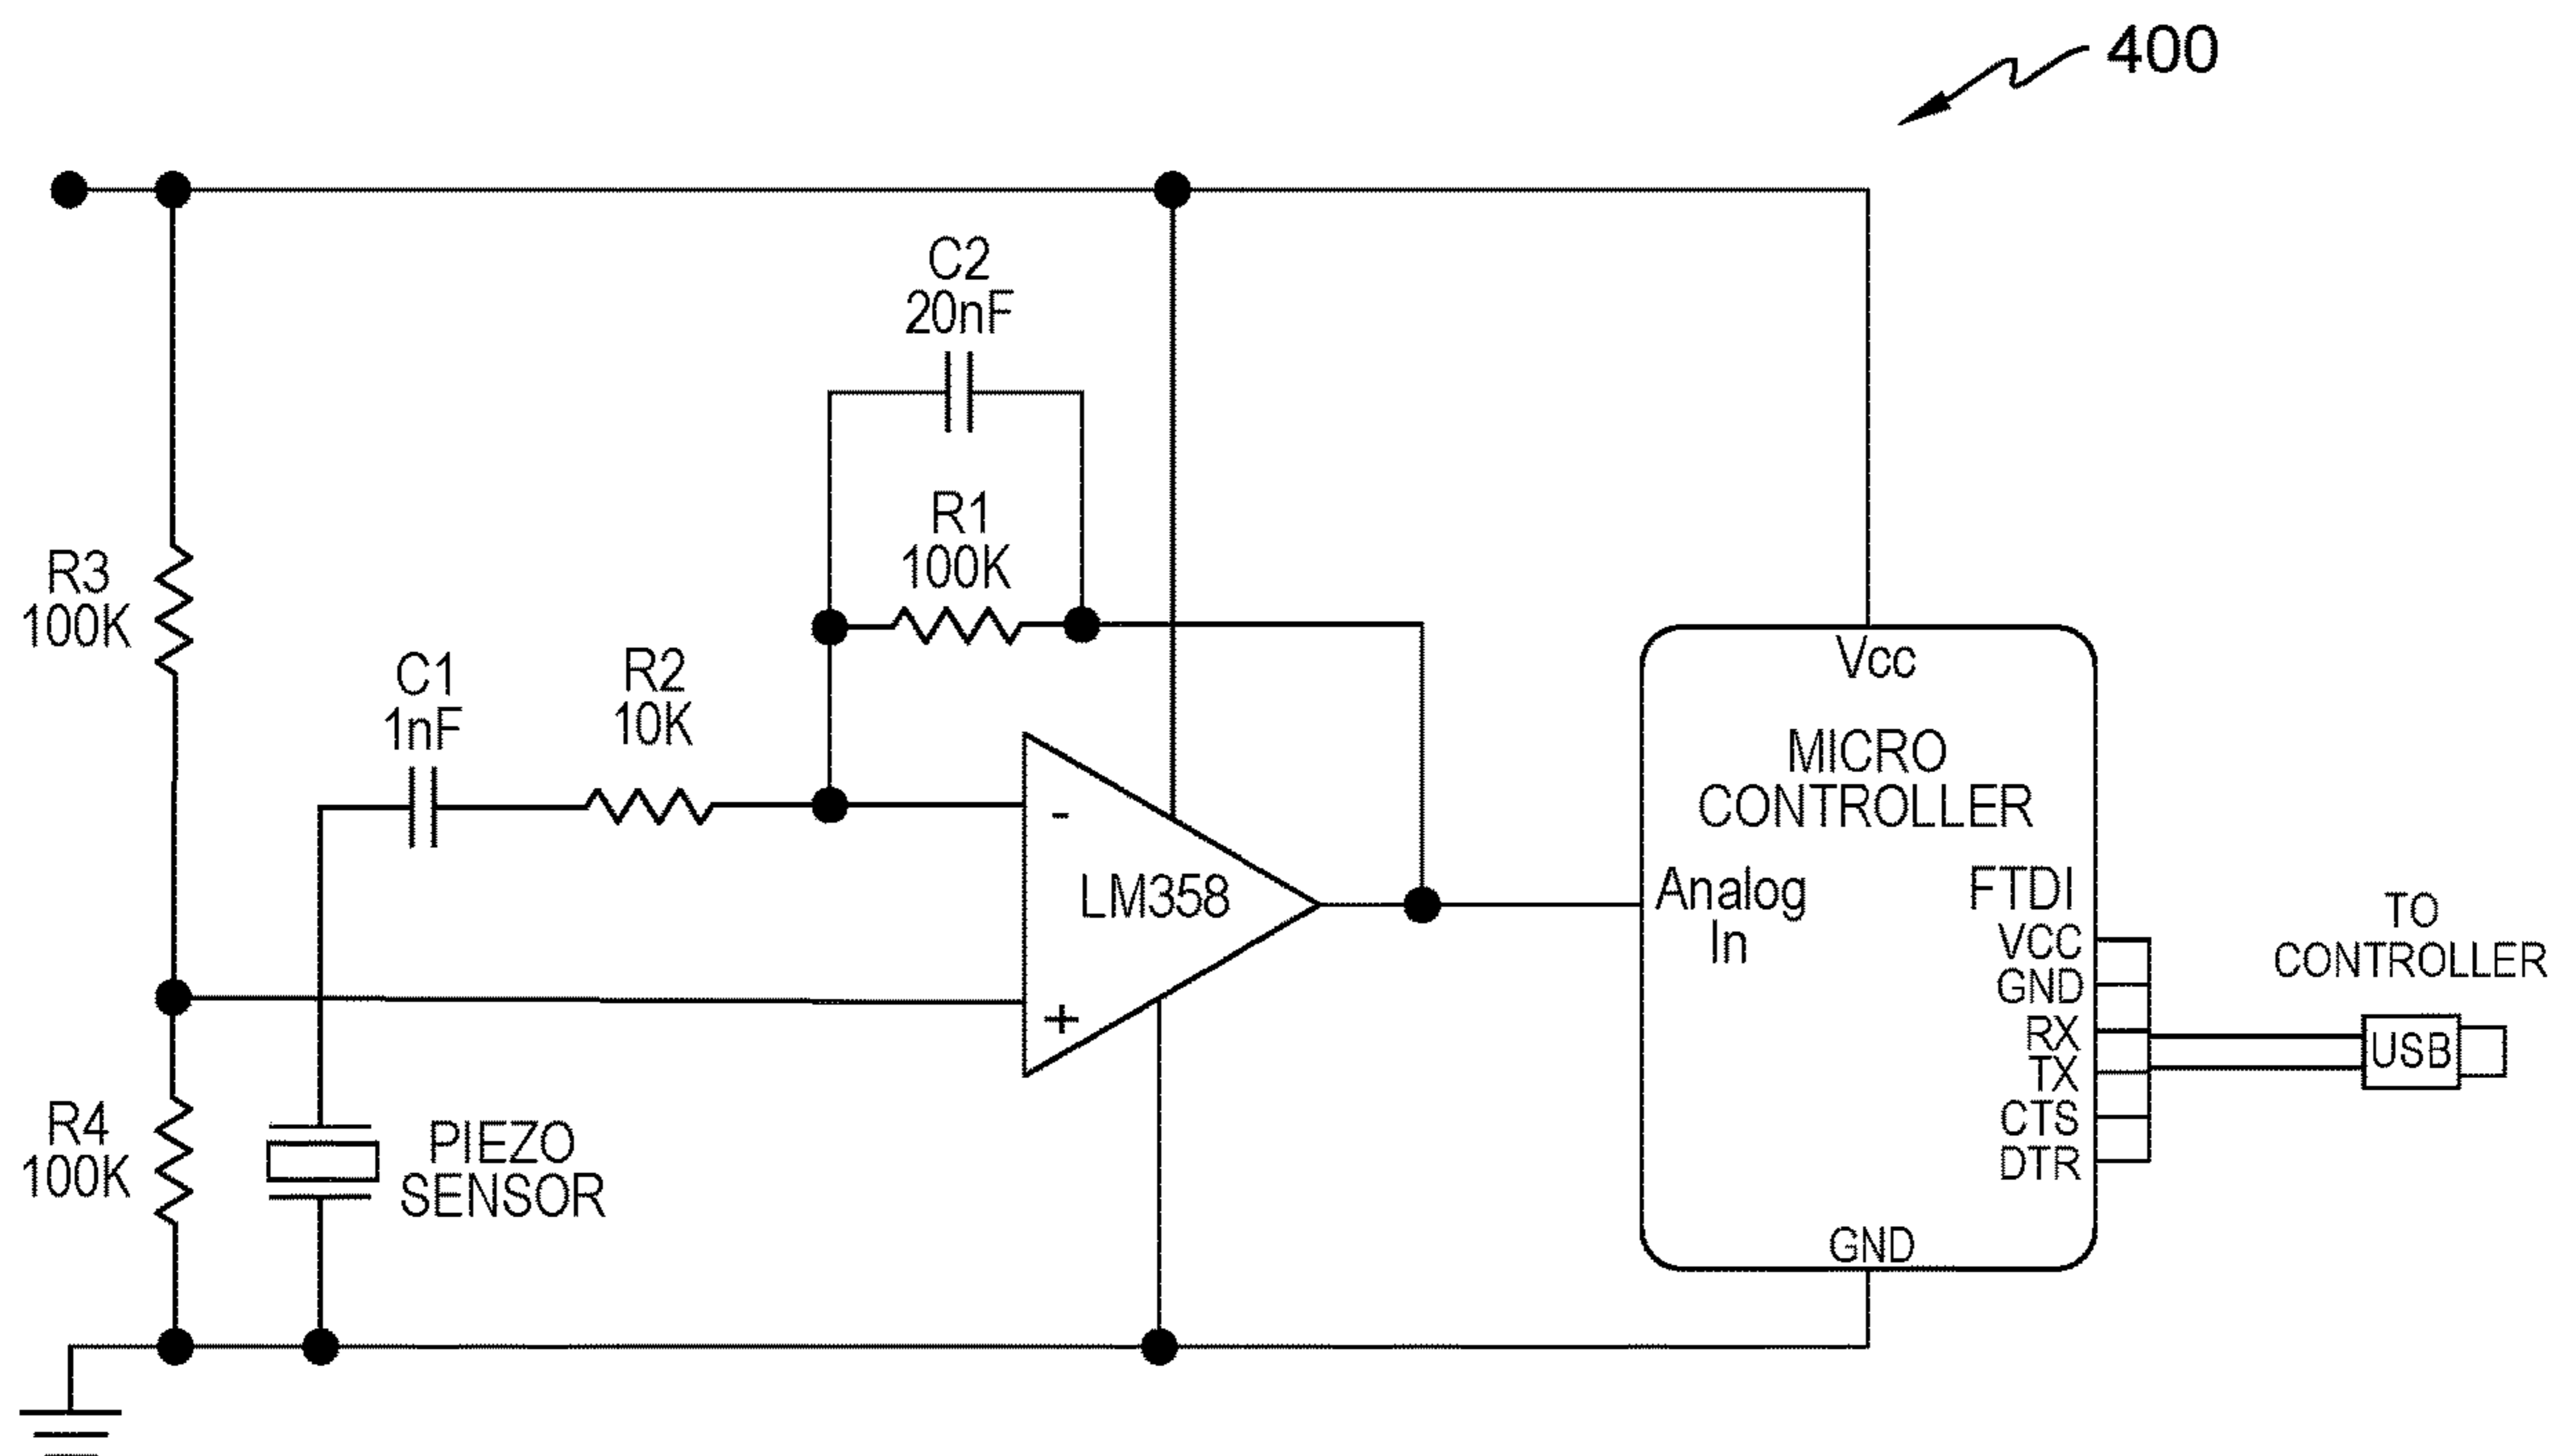 400
C2
20nF
R1
100K
R3
100K
C1
1nF
R2
10K
-
LM358
+
R4
100K
PIEZO
SENSOR
Vcc
MICRO
CONTROLLER
Analog
In
FTDI
VCC
GND
RX
TX
CTS
DTR
GND
TO
CONTROLLER
USB